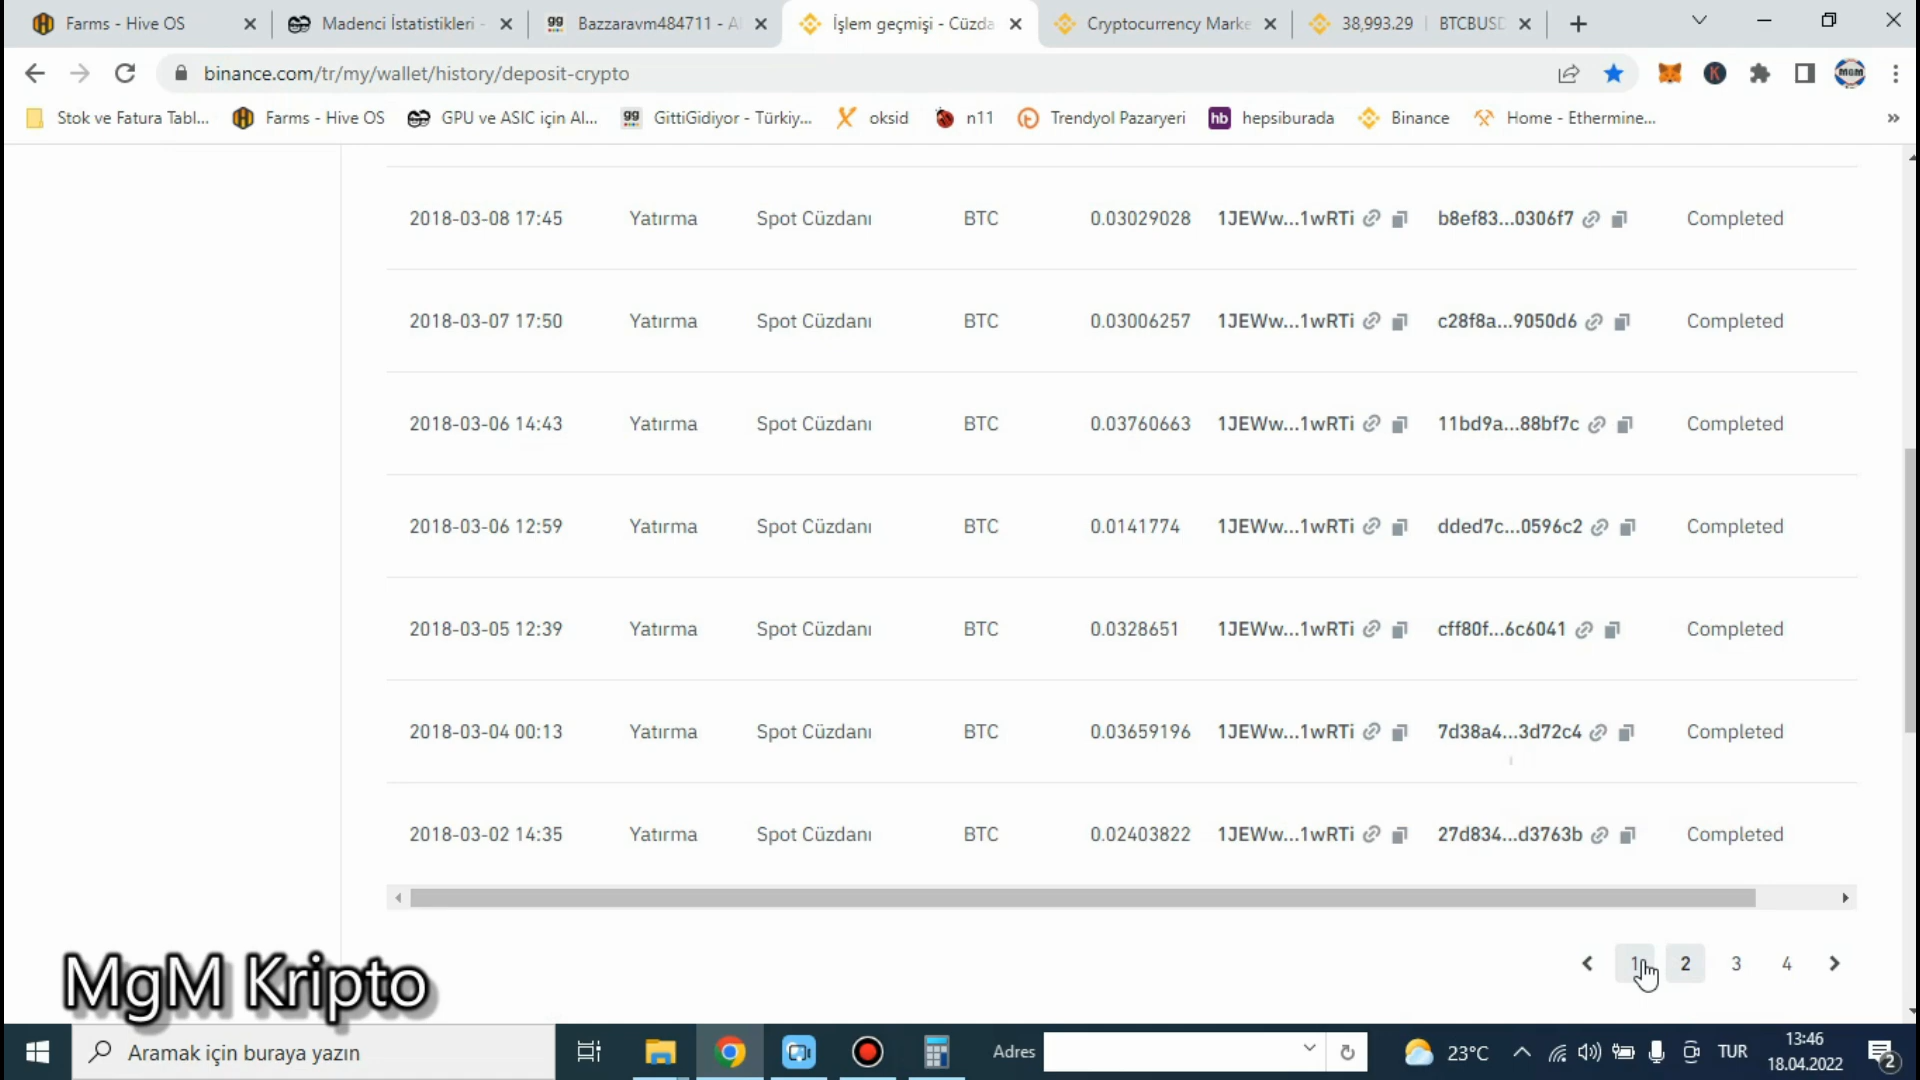 Farms - Hive OS
Madenci İstatistikleri -
Bazzaravm484711 - A
İşlem geçmişi - Cüzda
Cryptocurrency Marke
38,993.29 | BTCBUSD
binance.com/tr/my/wallet/history/deposit-crypto
Stok ve Fatura Tabl...
Farms - Hive OS
GPU ve ASIC için Al...
gg GittiGidiyor - Türkiy...
oksid
n11
Trendyol Pazaryeri
hb hepsiburada
Binance
Home - Ethermine...
2018-03-08 17:45 Yatırma Spot Cüzdanı BTC 0.03029028 1JEWw...1wRTi b8ef83...0306f7 Completed
2018-03-07 17:50 Yatırma Spot Cüzdanı BTC 0.03006257 1JEWw...1wRTi c28f8a...9050d6 Completed
2018-03-06 14:43 Yatırma Spot Cüzdanı BTC 0.03760663 1JEWw...1wRTi 11bd9a...88bf7c Completed
2018-03-06 12:59 Yatırma Spot Cüzdanı BTC 0.0141774 1JEWw...1wRTi dded7c...0596c2 Completed
2018-03-05 12:39 Yatırma Spot Cüzdanı BTC 0.0328651 1JEWw...1wRTi cff80f...6c6041 Completed
2018-03-04 00:13 Yatırma Spot Cüzdanı BTC 0.03659196 1JEWw...1wRTi 7d38a4...3d72c4 Completed
2018-03-02 14:35 Yatırma Spot Cüzdanı BTC 0.02403822 1JEWw...1wRTi 27d834...d3763b Completed
1 2 3 4
MgM Kripto
Aramak için buraya yazın
Adres
23°C
TUR
13:46
18.04.2022
2